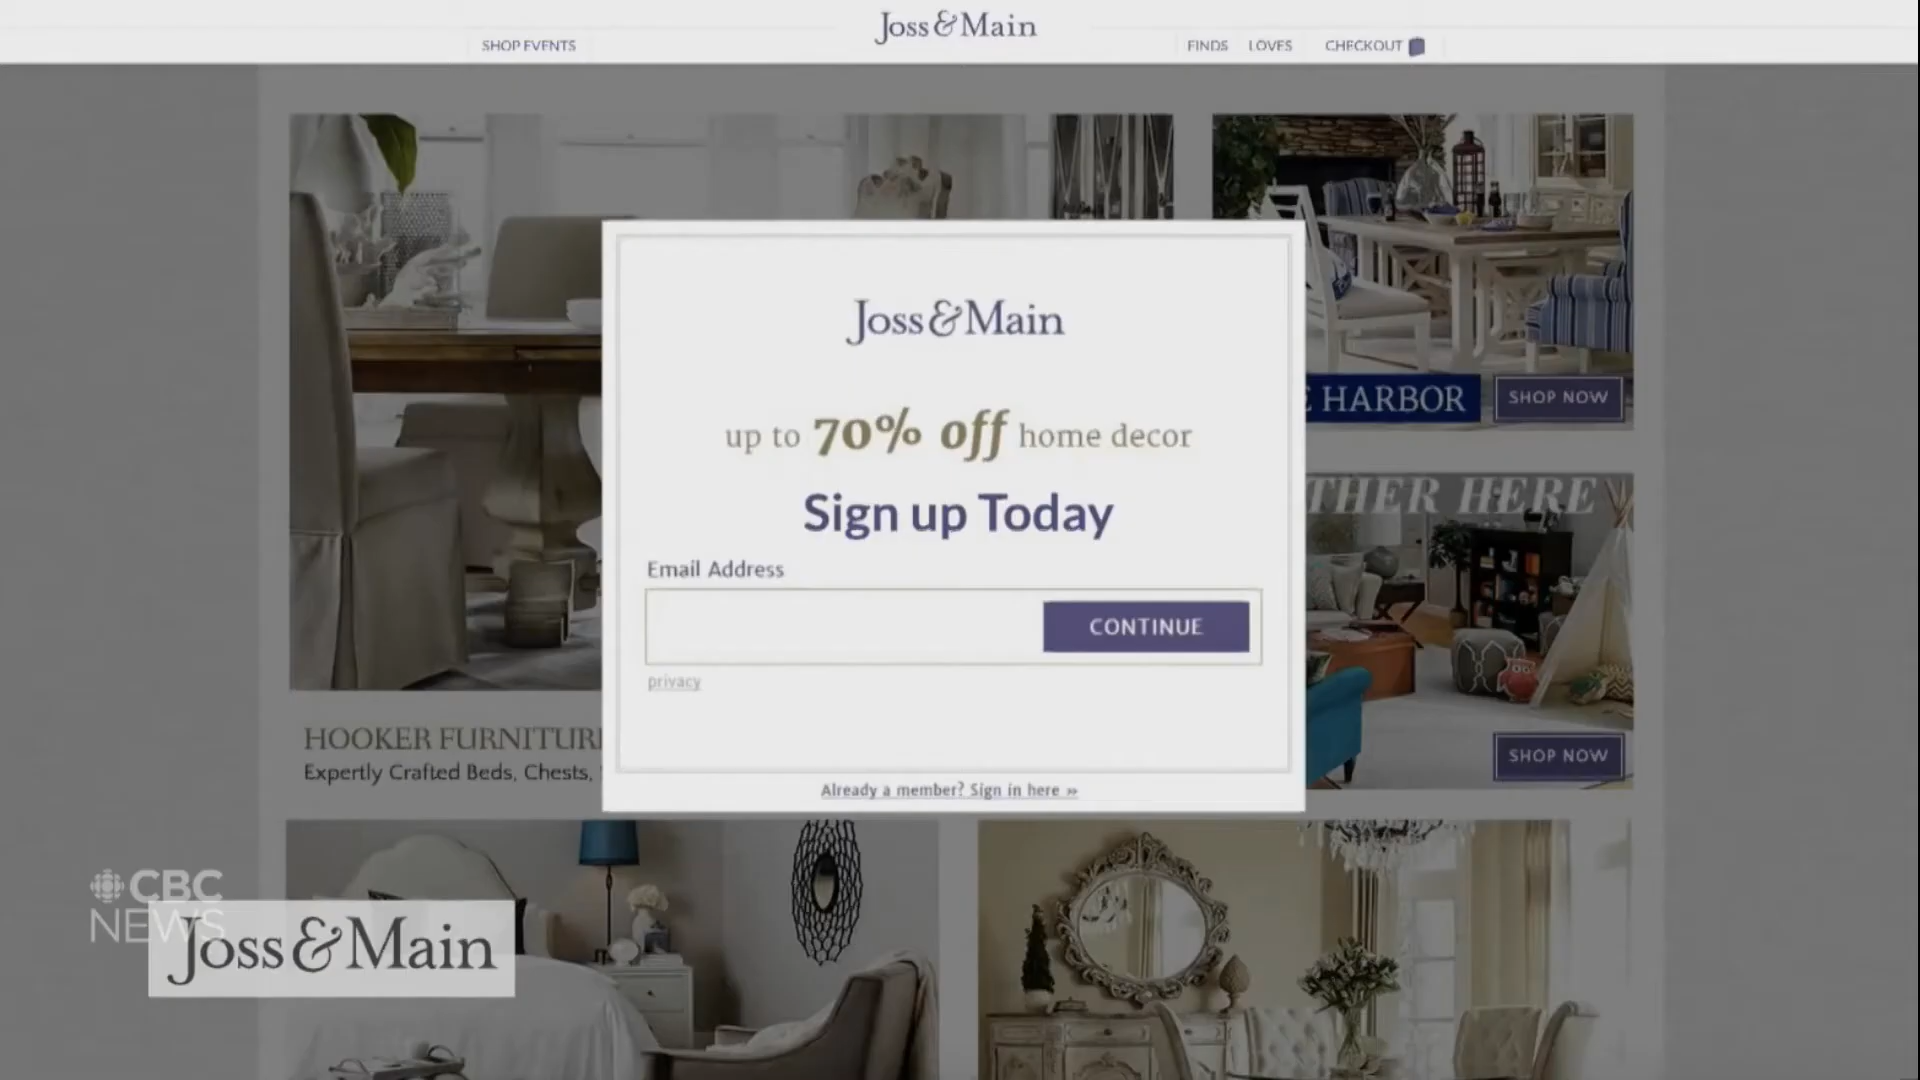 Joss & Main
SHOP EVENTS
FINDS LOVES CHECKOUT
Joss & Main
up to 70% off home decor
Sign up Today
Email Address
CONTINUE
privacy
Already a member? Sign in here »
HARBOR
SHOP NOW
HERE
SHOP NOW
HOOKER
Expertly Crafted Beds, Chests,
CBC
NEWS
Joss & Main